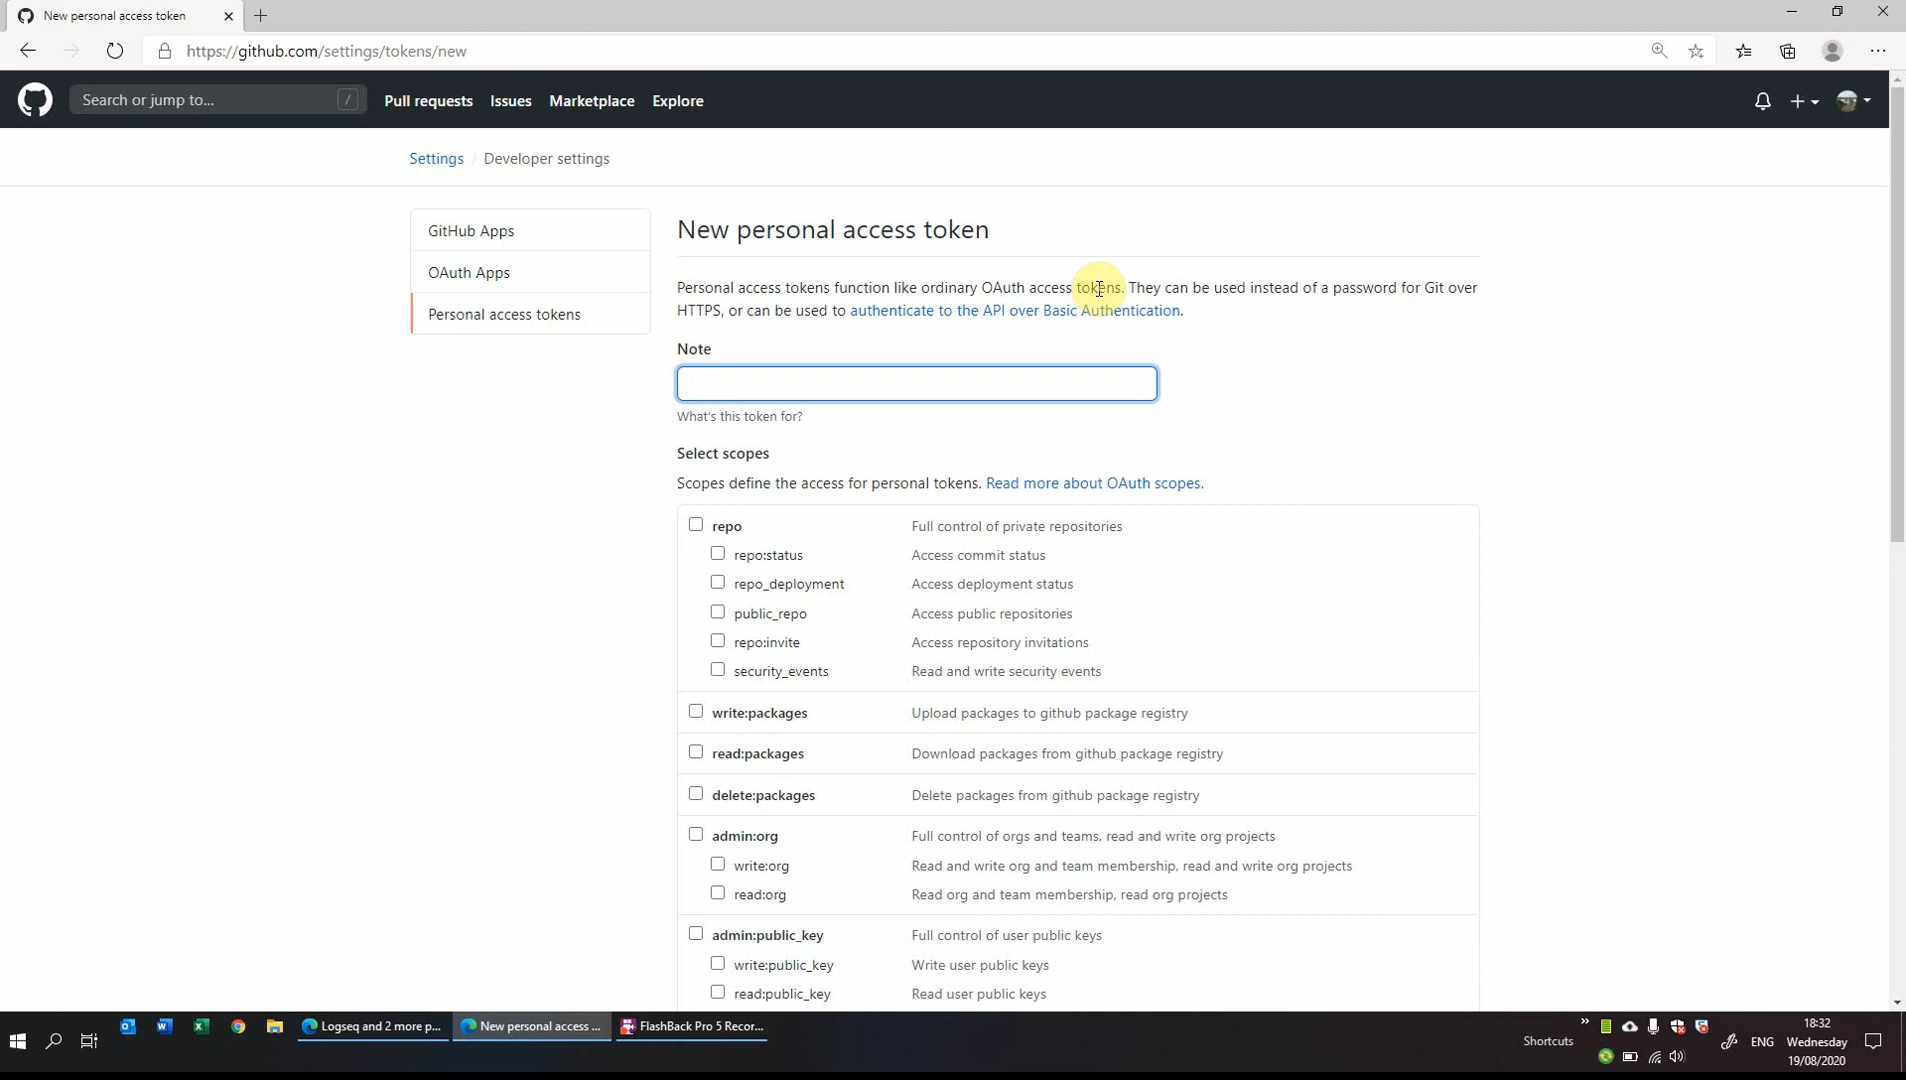 New personal access token
https://github.com/settings/tokens/new
Search or jump to... /
Pull requests Issues Marketplace Explore
Settings / Developer settings
GitHub Apps
OAuth Apps
Personal access tokens
New personal access token
Personal access tokens function like ordinary OAuth access tokens. They can be used instead of a password for Git over
HTTPS, or can be used to authenticate to the API over Basic Authentication.
Note
What's this token for?
Select scopes
Scopes define the access for personal tokens. Read more about OAuth scopes.
repo Full control of private repositories
repo:status Access commit status
repo_deployment Access deployment status
public_repo Access public repositories
repo:invite Access repository invitations
security_events Read and write security events
write:packages Upload packages to github package registry
read:packages Download packages from github package registry
delete:packages Delete packages from github package registry
admin:org Full control of orgs and teams, read and write org projects
write:org Read and write org and team membership, read and write org projects
read:org Read org and team membership, read org projects
admin:public_key Full control of user public keys
write:public_key Write user public keys
read:public_key Read user public keys
Logseq and 2 more p... New personal access ... FlashBack Pro 5 Recor...
Shortcuts
ENG
18:32
Wednesday
19/08/2020